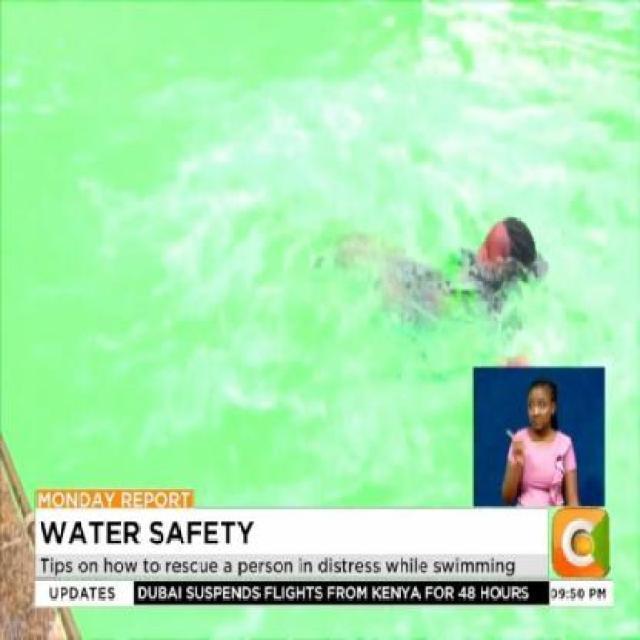 MONDAY REPORT
WATER SAFETY
Tips on how to rescue a person in distress while swimming
UPDATES DUBAI SUSPENDS FLIGHTS FROM KENYA FOR 48 HOURS 09:50 PM